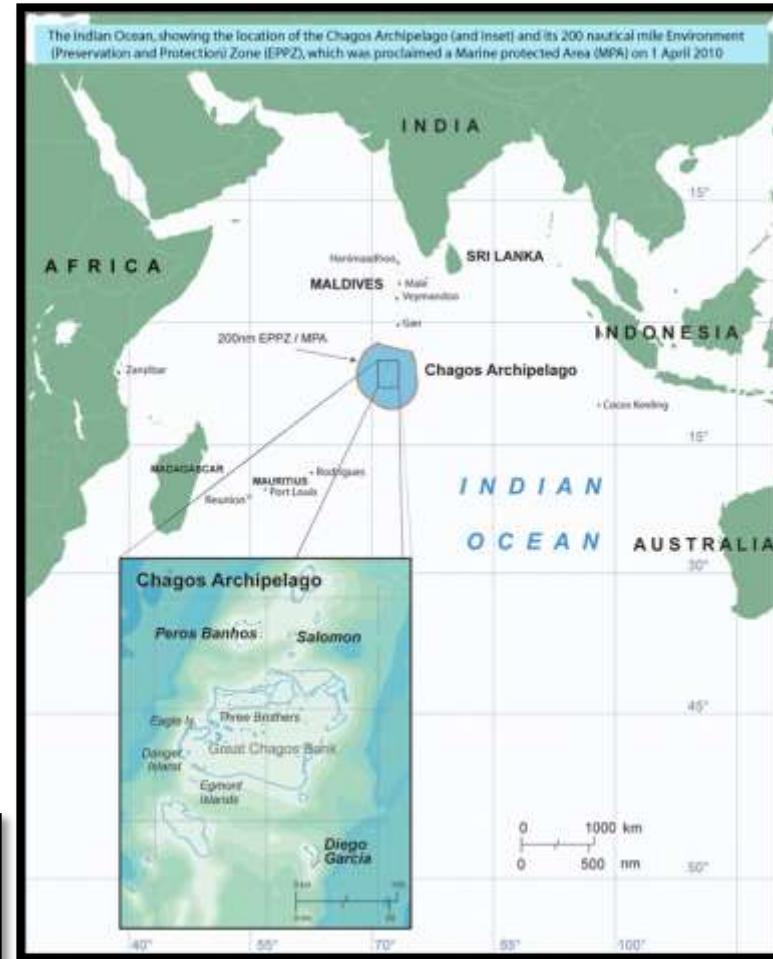 The Indian Ocean, showing the location of the Chagos Archipelago (and inset) and its 200 nautical mile Environment
(Preservation and Protection) Zone (EPPZ), which was proclaimed a Marine protected Area (MPA) on 1 April 2010
INDIA
15°
AFRICA
SRI LANKA
MALDIVES
Male
Veymandoo
Gan
200nm EPPZ / MPA
INDONESIA
Zanzibar
Chagos Archipelago
Cocos Keeling
15°
MADAGASCAR
Rodrigues
MAURITIUS
Port Louis
Reunion
INDIAN
OCEAN
AUSTRALIA
30°
Chagos Archipelago
Peros Banhos
Salomon
45°
Eagle Is.
Three Brothers
Great Chagos Bank
Danger
Island
Egmont
Islands
0 1000 km
0 500 nm
Diego
Garcia
50°
40°
55°
70°
85°
100°